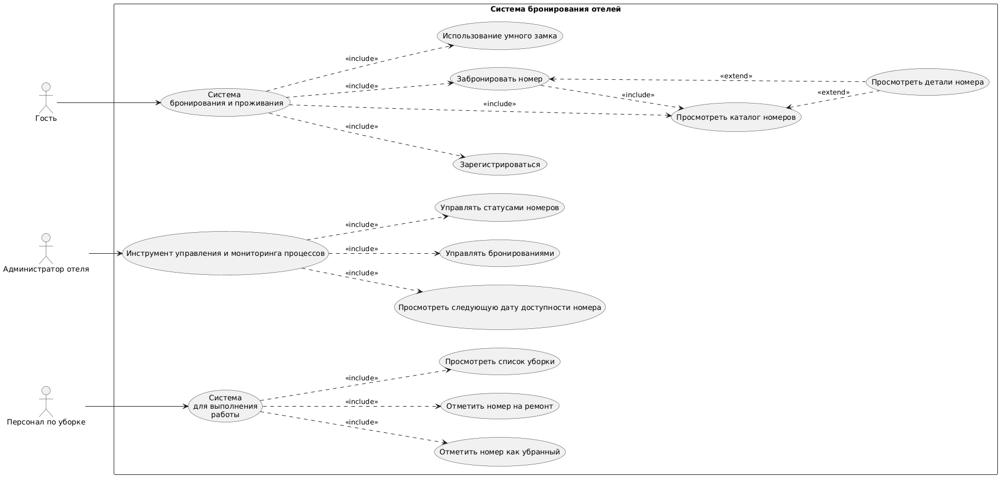 Система бронирования отелей
Использование умного замка
«include»
Забронировать номер
«extend»
Просмотреть детали номера
«include»
Система
бронирования и проживания
«include»
«extend»
«include»
Просмотреть каталог номеров
Гость
«include»
Зарегистрироваться
Управлять статусами номеров
«include»
Инструмент управления и мониторинга процессов
«include»
Управлять бронированиями
Администратор отеля
«include»
Просмотреть следующую дату доступности номера
Просмотреть список уборки
«include»
Система
для выполнения
работы
«include»
Отметить номер на ремонт
Персонал по уборке
«include»
Отметить номер как убранный